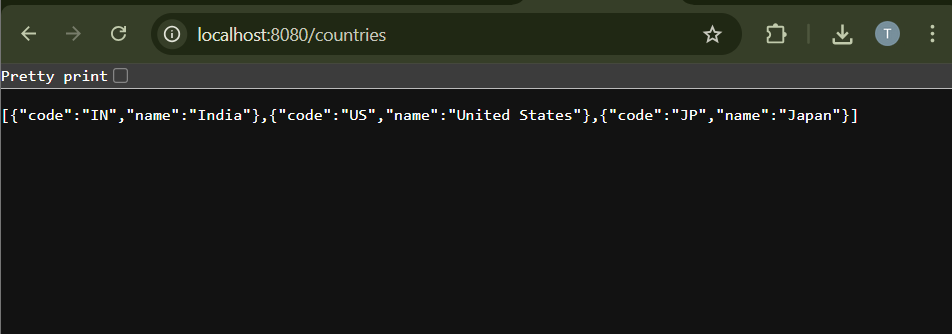 localhost:8080/countries
T
Pretty print
[{"code":"IN","name":"India"},{"code":"US","name":"United States"},{"code":"JP","name":"Japan"}]